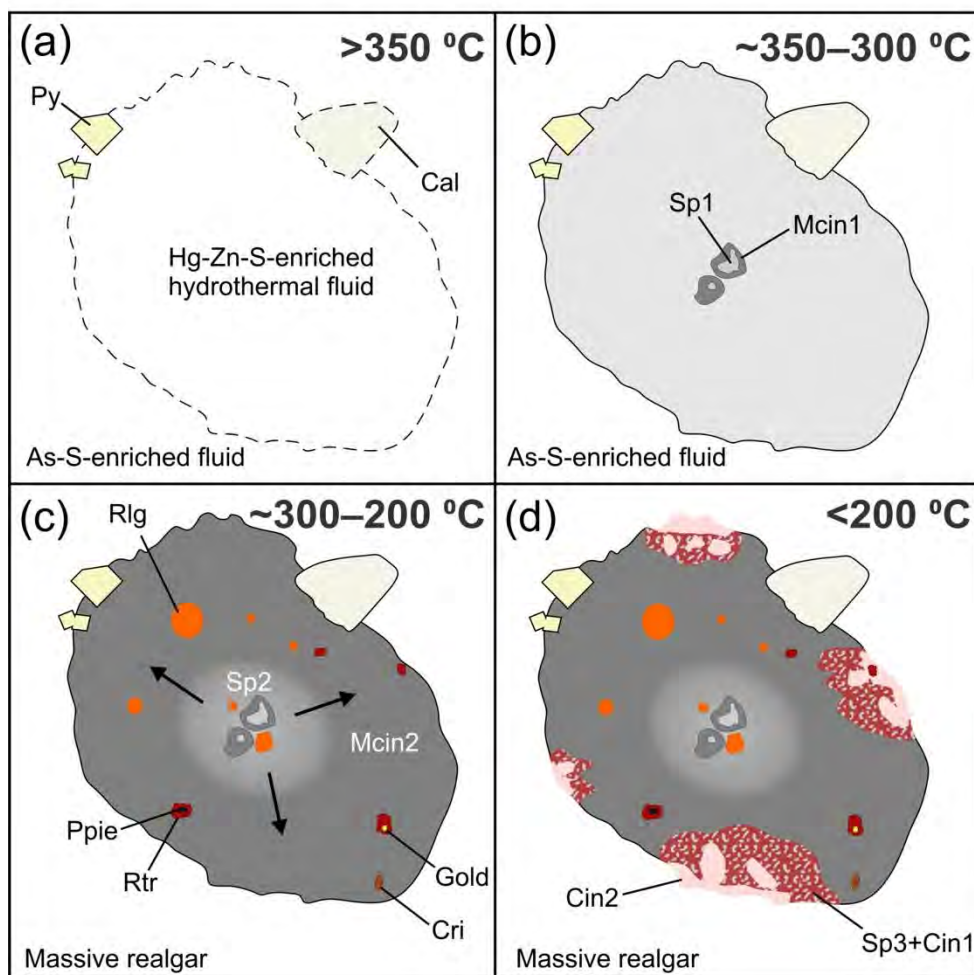 (a) >350 ºC
Py
Cal
Hg-Zn-S-enriched
hydrothermal fluid
As-S-enriched fluid
(b) ~350–300 ºC
Sp1
Mcin1
As-S-enriched fluid
(c) ~300–200 ºC
Rlg
Sp2
Mcin2
Ppie
Rtr
Gold
Cri
Massive realgar
(d) <200 ºC
Cin2
Sp3+Cin1
Massive realgar